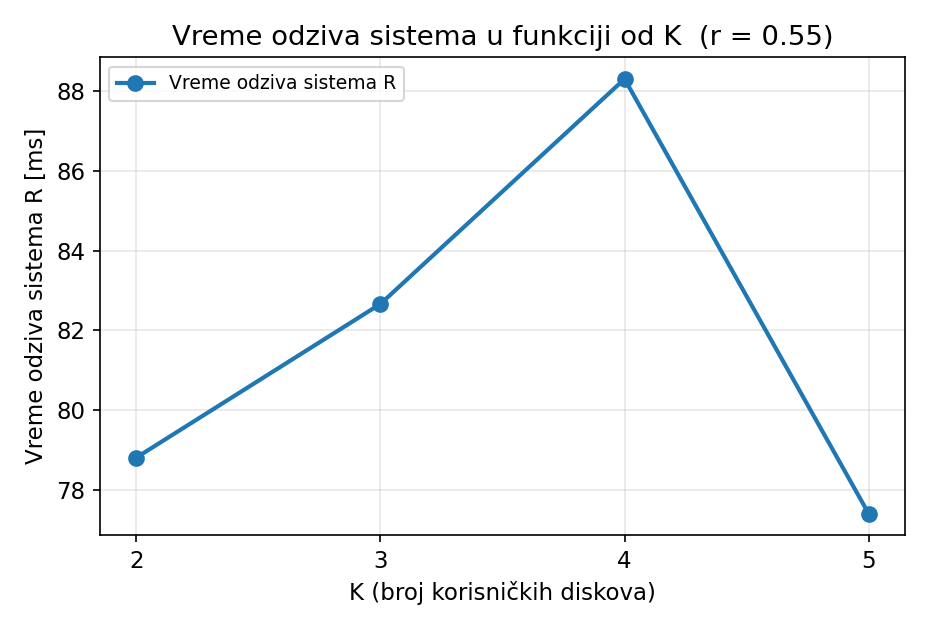 Vreme odziva sistema u funkciji od K (r = 0.55)
Vreme odziva sistema R
Vreme odziva sistema R [ms]
88
86
84
82
80
78
2 3 4 5
K (broj korisničkih diskova)